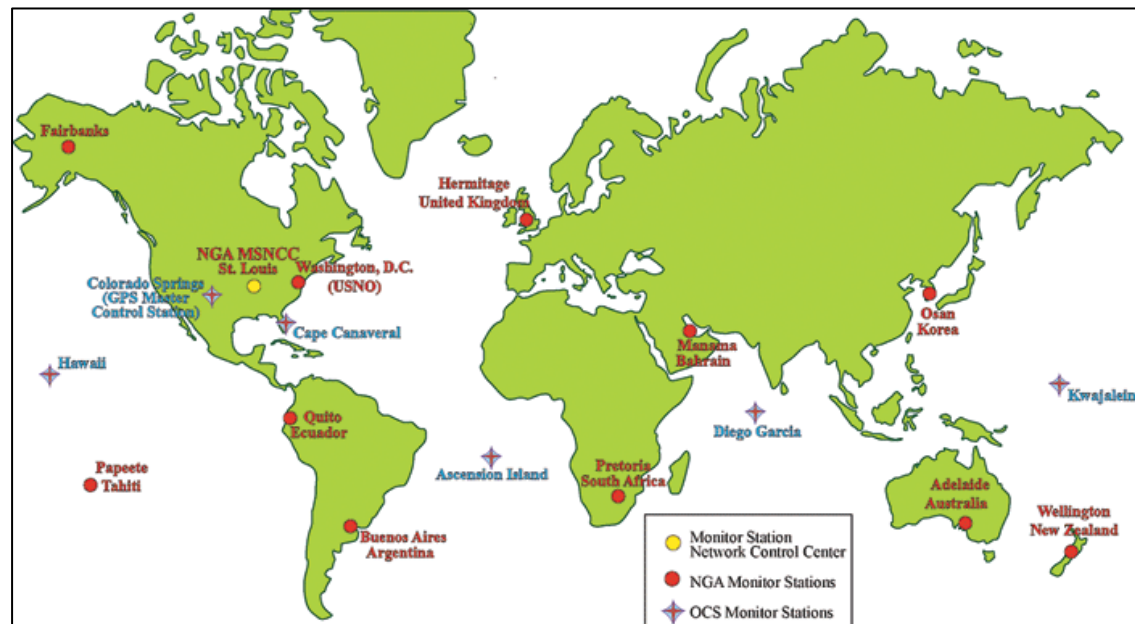 Fairbanks
Hermitage
United Kingdom
NGA MSNCC
St. Louis
Washington, D.C.
(USNO)
Colorado Springs
(GPS Master
Control Station)
Cape Canaveral
Osan
Korea
Manama
Bahrain
Hawaii
Kwajalein
Quito
Ecuador
Diego Garcia
Ascension Island
Pretoria
South Africa
Papeete
Tahiti
Adelaide
Australia
Wellington
New Zealand
Buenos Aires
Argentina
Monitor Station
Network Control Center
NGA Monitor Stations
OCS Monitor Stations